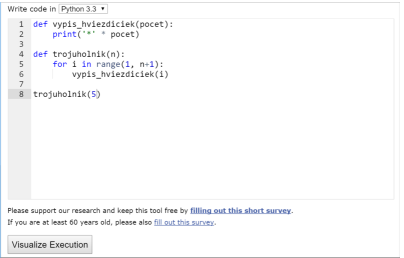 Write code in Python 3.3
1 def vypis_hviezdiciek(pocet):
2     print('*' * pocet)
3
4 def trojuholnik(n):
5     for i in range(1, n+1):
6         vypis_hviezdiciek(i)
7
8 trojuholnik(5)
Please support our research and keep this tool free by filling out this short survey.
If you are at least 60 years old, please also fill out this survey.
Visualize Execution